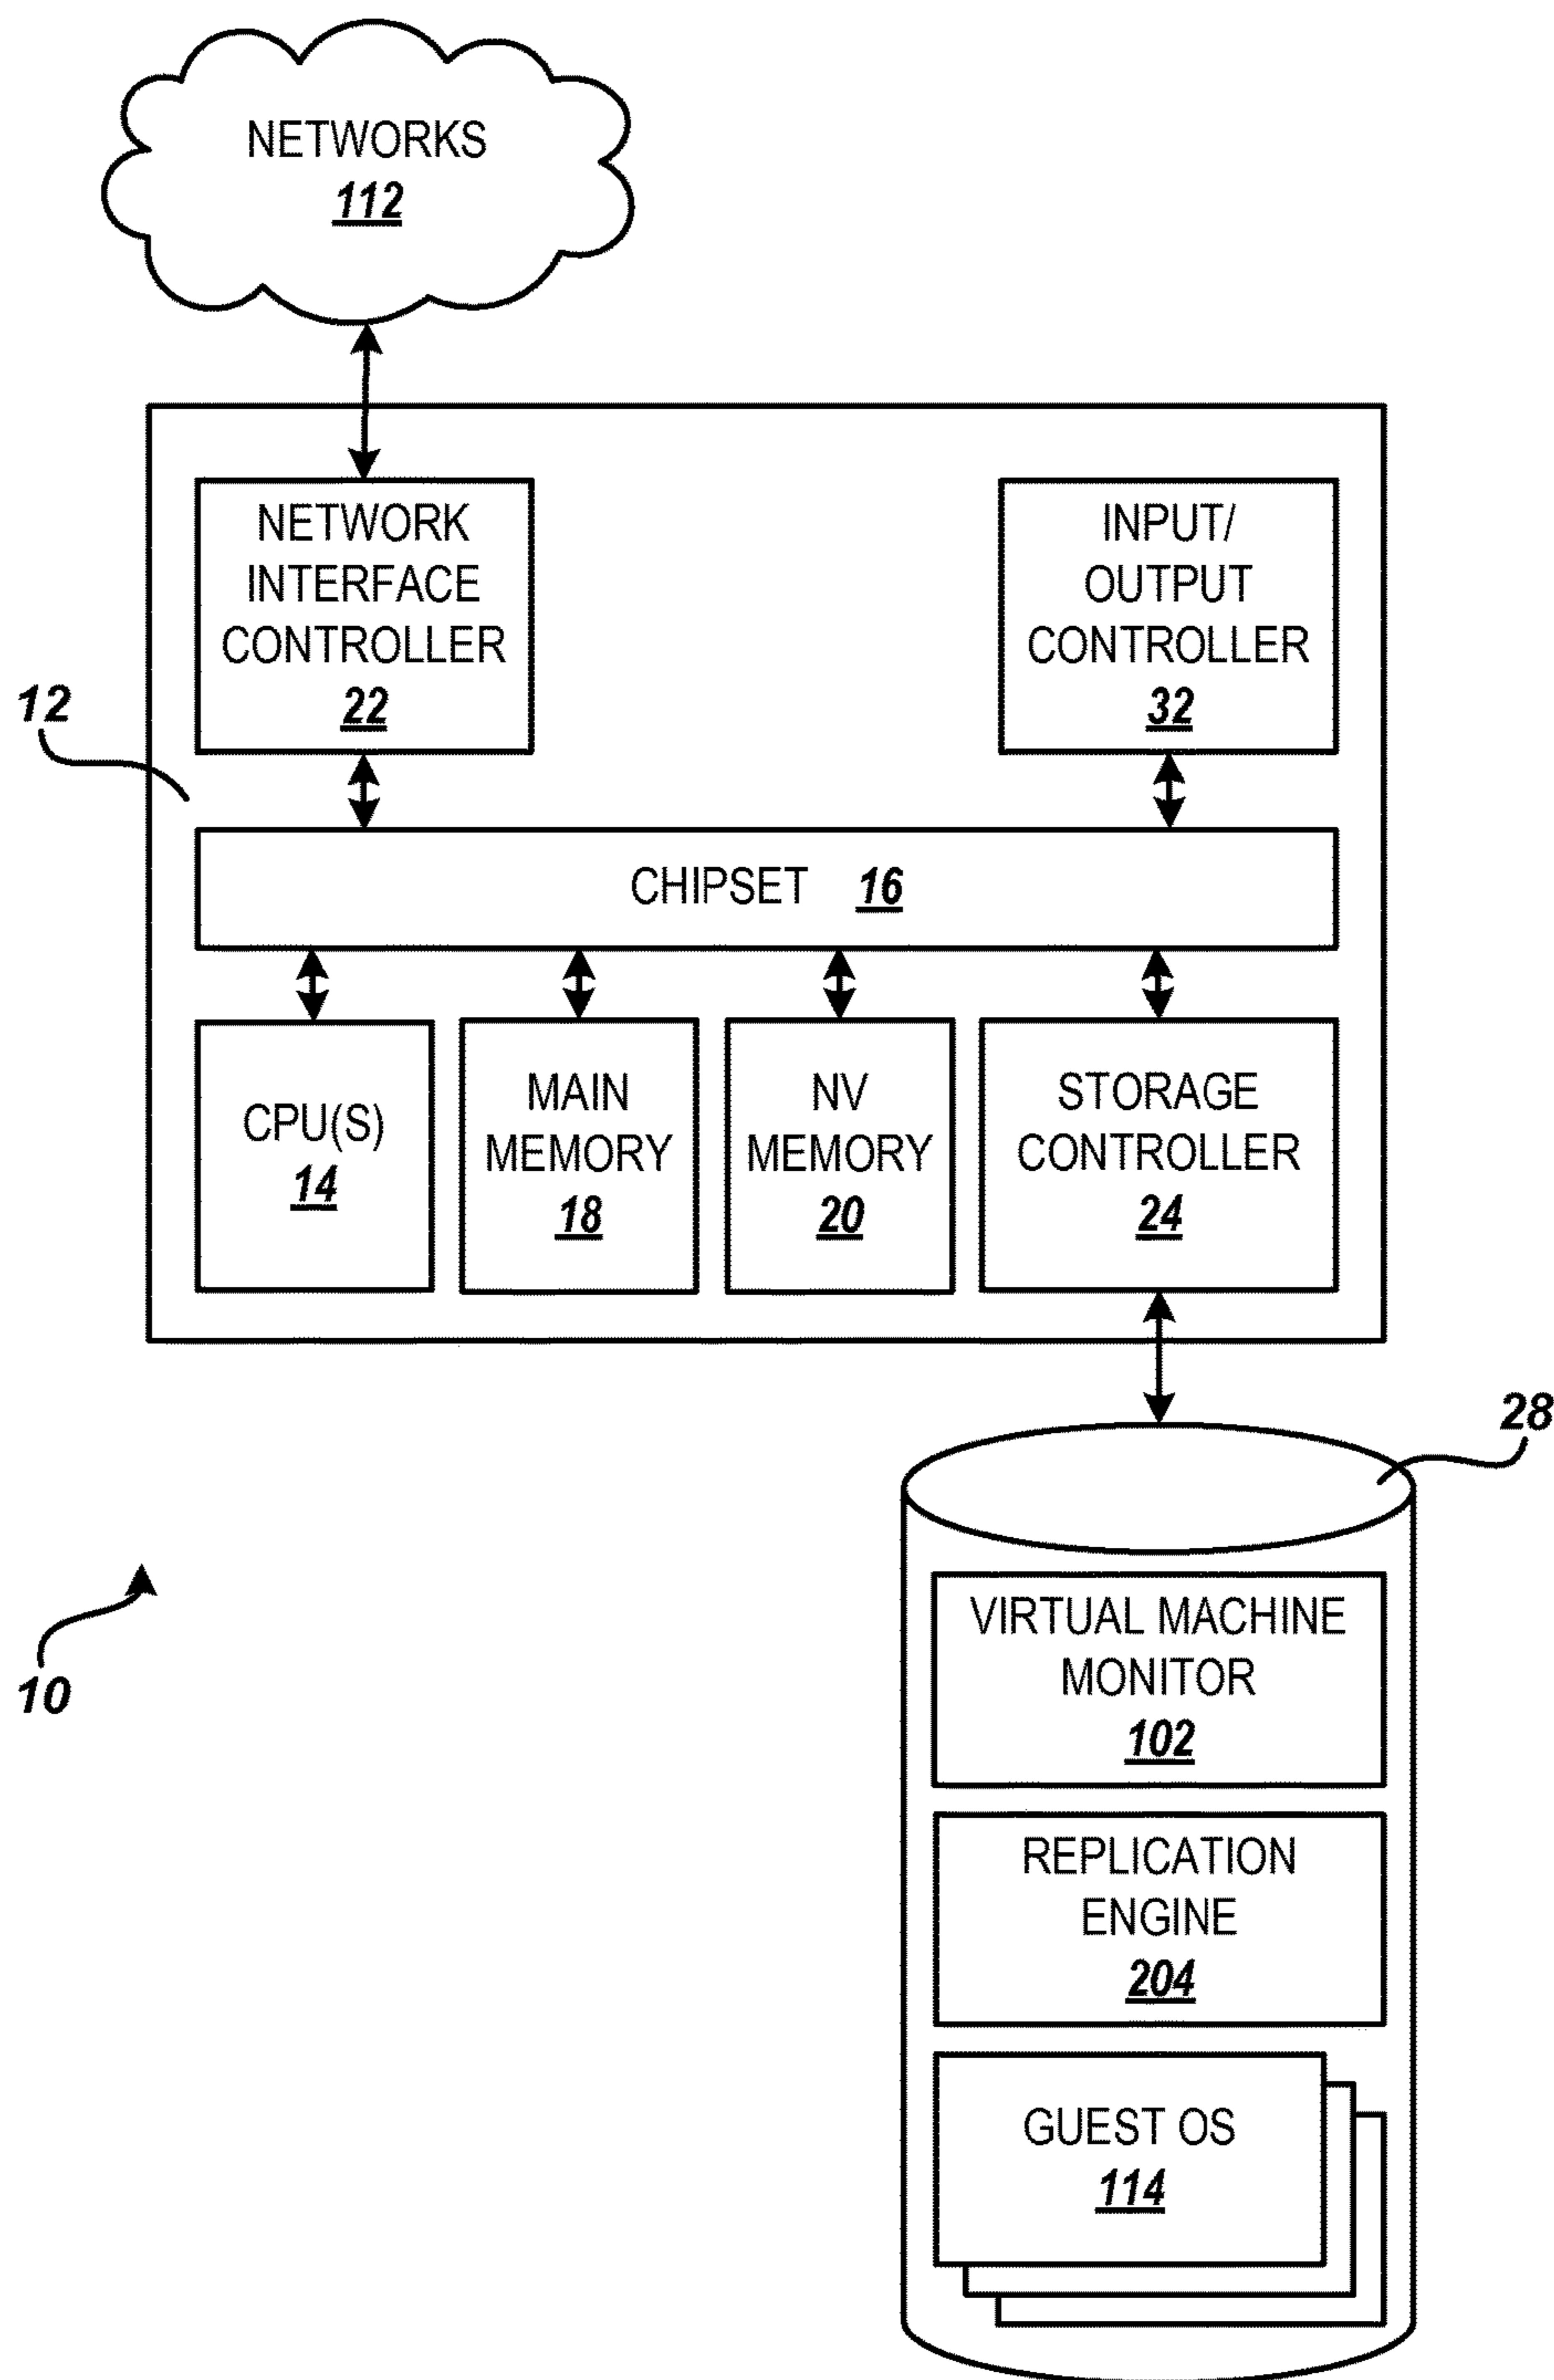 NETWORKS
112
NETWORK
INTERFACE
CONTROLLER
22
INPUT/
OUTPUT
CONTROLLER
32
12
CHIPSET 16
CPU(S)
14
MAIN
MEMORY
18
NV
MEMORY
20
STORAGE
CONTROLLER
24
28
10
VIRTUAL MACHINE
MONITOR
102
REPLICATION
ENGINE
204
GUEST OS
114